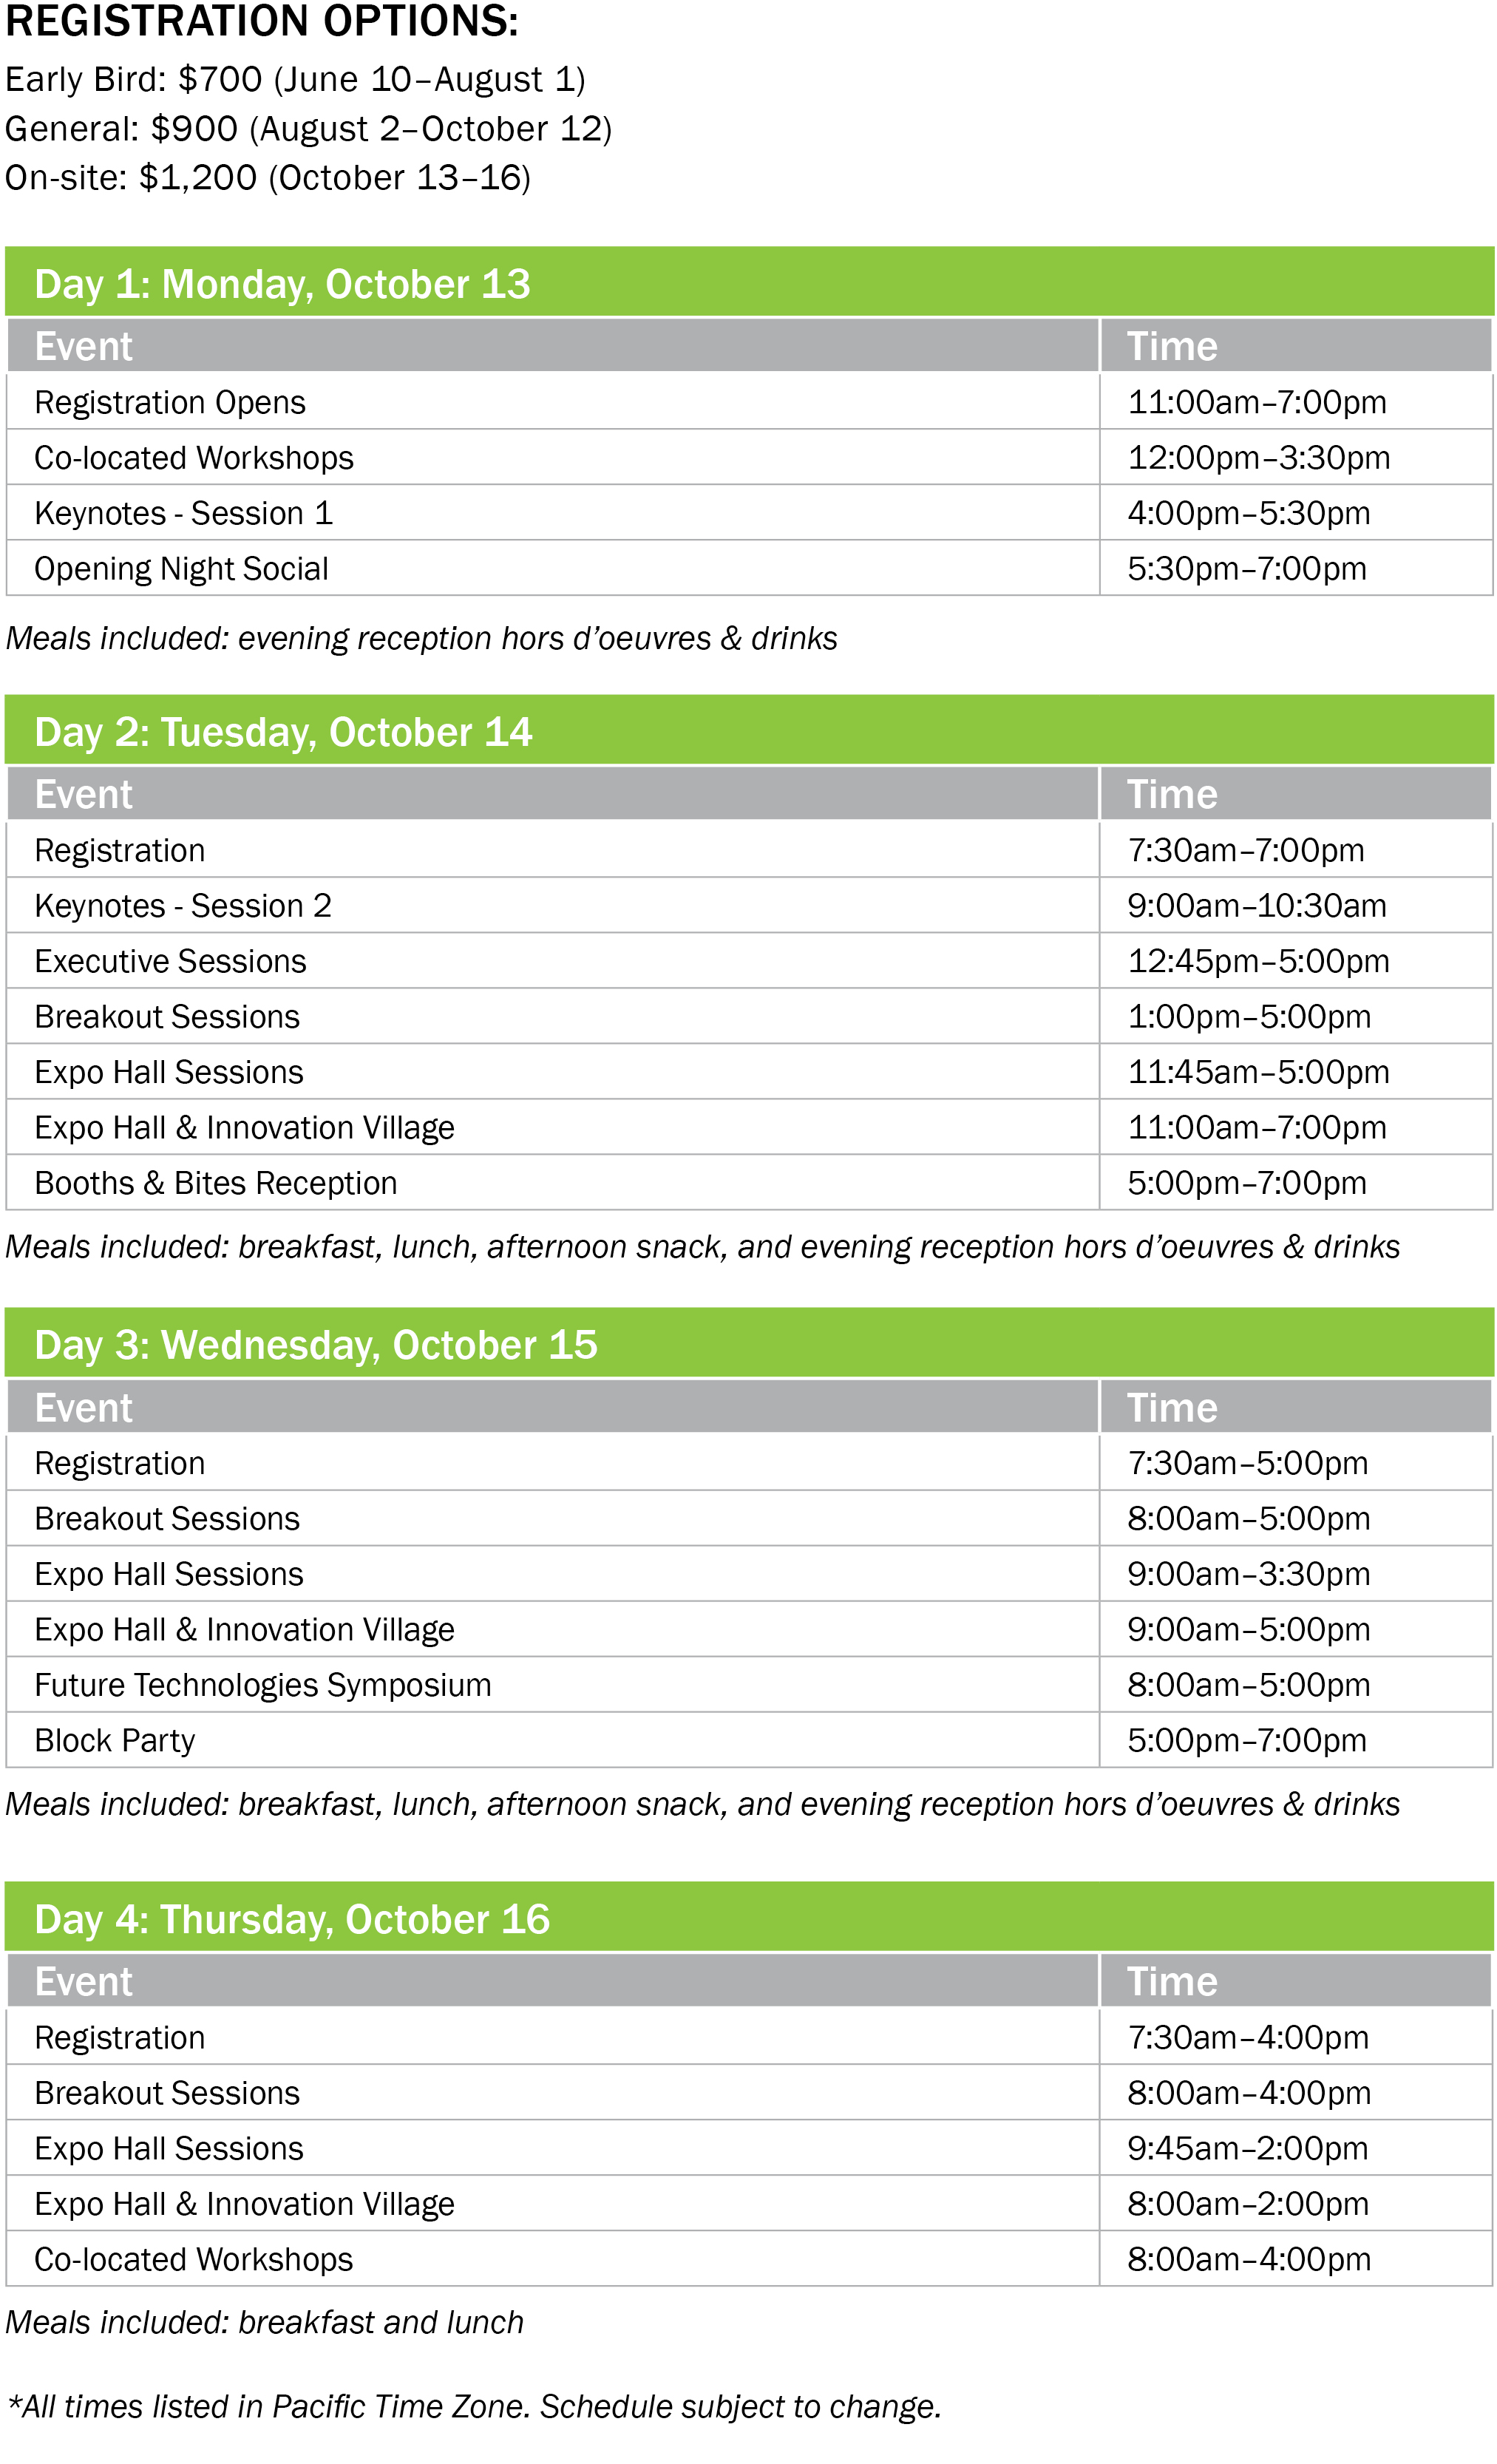 REGISTRATION OPTIONS:
Early Bird: $700 (June 10–August 1)
General: $900 (August 2–October 12)
On-site: $1,200 (October 13–16)
Day 1: Monday, October 13
Event Time
Registration Opens 11:00am–7:00pm
Co-located Workshops 12:00pm–3:30pm
Keynotes - Session 1 4:00pm–5:30pm
Opening Night Social 5:30pm–7:00pm
Meals included: evening reception hors d’oeuvres & drinks
Day 2: Tuesday, October 14
Event Time
Registration 7:30am–7:00pm
Keynotes - Session 2 9:00am–10:30am
Executive Sessions 12:45pm–5:00pm
Breakout Sessions 1:00pm–5:00pm
Expo Hall Sessions 11:45am–5:00pm
Expo Hall & Innovation Village 11:00am–7:00pm
Booths & Bites Reception 5:00pm–7:00pm
Meals included: breakfast, lunch, afternoon snack, and evening reception hors d’oeuvres & drinks
Day 3: Wednesday, October 15
Event Time
Registration 7:30am–5:00pm
Breakout Sessions 8:00am–5:00pm
Expo Hall Sessions 9:00am–3:30pm
Expo Hall & Innovation Village 9:00am–5:00pm
Future Technologies Symposium 8:00am–5:00pm
Block Party 5:00pm–7:00pm
Meals included: breakfast, lunch, afternoon snack, and evening reception hors d’oeuvres & drinks
Day 4: Thursday, October 16
Event Time
Registration 7:30am–4:00pm
Breakout Sessions 8:00am–4:00pm
Expo Hall Sessions 9:45am–2:00pm
Expo Hall & Innovation Village 8:00am–2:00pm
Co-located Workshops 8:00am–4:00pm
Meals included: breakfast and lunch
*All times listed in Pacific Time Zone. Schedule subject to change.